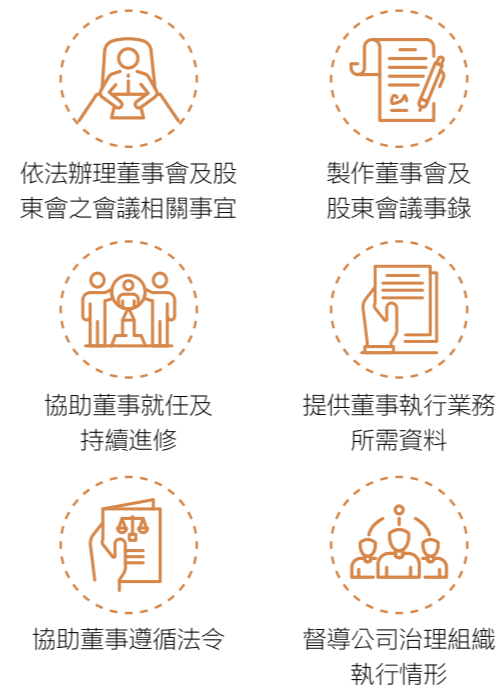 依法辦理董事會及股
東會之會議相關事宜
製作董事會及
股東會議事錄
協助董事就任及
持續進修
提供董事執行業務
所需資料
協助董事遵循法令
督導公司治理組織
執行情形